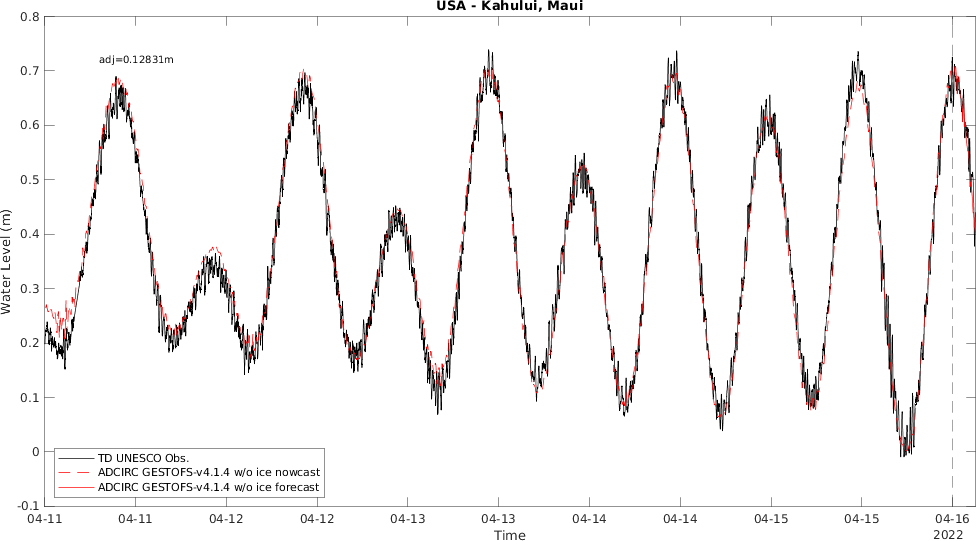 USA - Kahului, Maui
adj=0.12831m
0.8
0.7
0.6
0.5
0.4
0.3
0.2
0.1
0
-0.1
Water Level (m)
TD UNESCO Obs.
ADCIRC GESTOFS-v4.1.4 w/o ice nowcast
ADCIRC GESTOFS-v4.1.4 w/o ice forecast
04-11 04-11 04-12 04-12 04-13 04-13 04-14 04-14 04-15 04-15 04-16
Time
2022